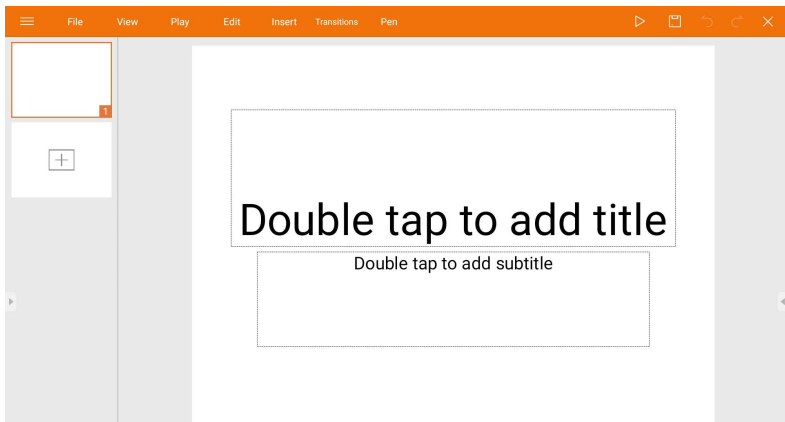 File View Play Edit Insert Transitions Pen
1
Double tap to add title
Double tap to add subtitle